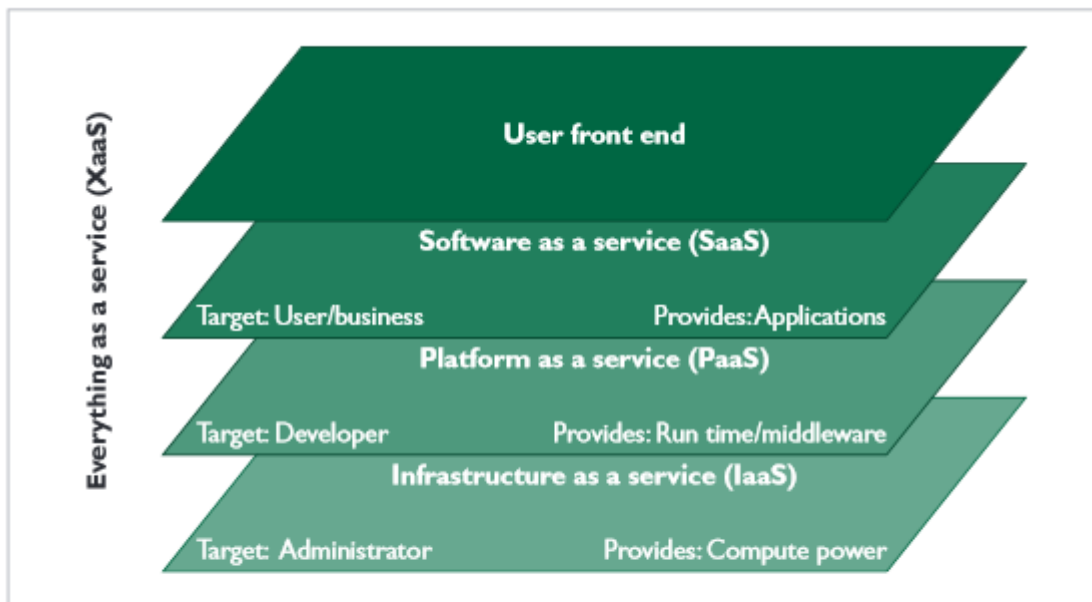 Everything as a service (XaaS)
User front end
Software as a service (SaaS)
Target: User/business Provides: Applications
Platform as a service (PaaS)
Target: Developer Provides: Run time/middleware
Infrastructure as a service (IaaS)
Target: Administrator Provides: Compute power